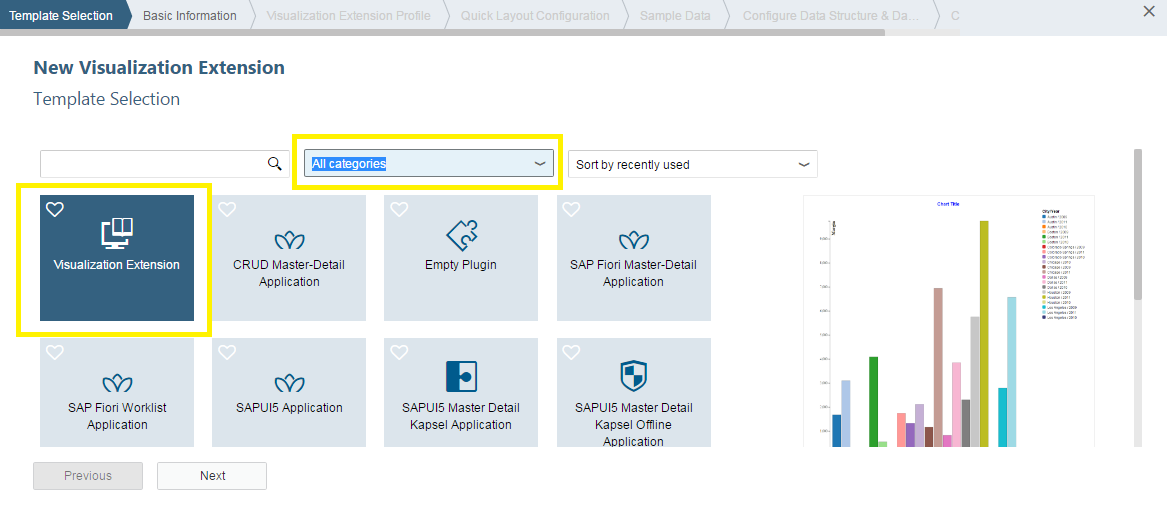 Template Selection
Basic Information
Visualization Extension Profile
Quick Layout Configuration
Sample Data
Configure Data Structure & Da...
C
New Visualization Extension
Template Selection
All categories
Sort by recently used
Visualization Extension
CRUD Master-Detail
Application
Empty Plugin
SAP Fiori Master-Detail
Application
SAP Fiori Worklist
Application
SAPUI5 Application
SAPUI5 Master Detail
Kapsel Application
SAPUI5 Master Detail
Kapsel Offline
Application
Chart Title
Margin
City/Year
Previous
Next